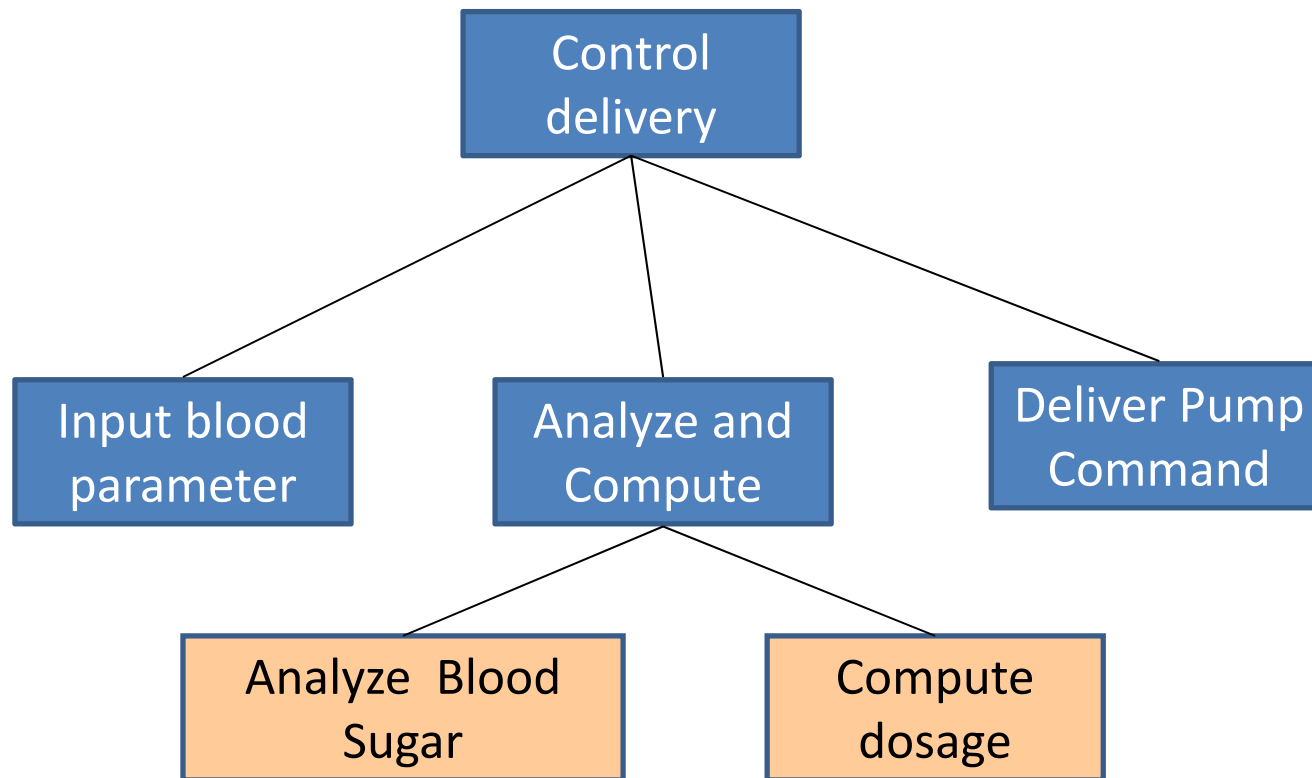 Control
delivery
Input blood
parameter
Analyze and
Compute
Deliver Pump
Command
Analyze  Blood
Sugar
Compute
dosage